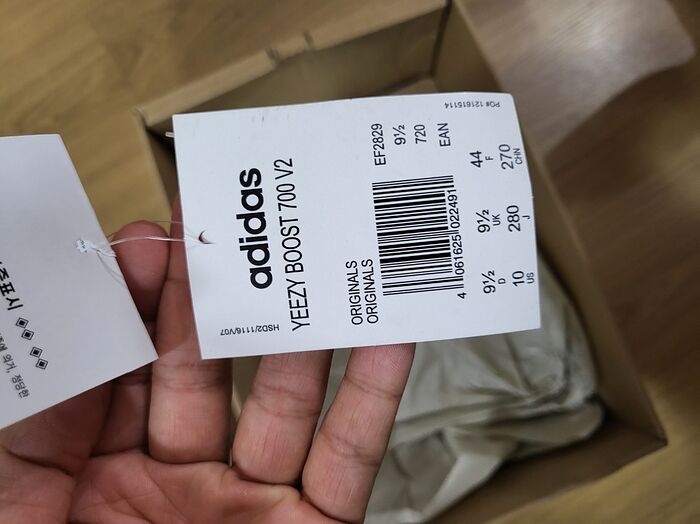 HSD2/1116/V07
adidas
YEEZY BOOST 700 V2
ORIGINALS
ORIGINALS
EF2829
9½
720
EAN
4 061625 022491
9½ 9½ 44
D UK F
10 280 270
US J CHN
PO# 121615114